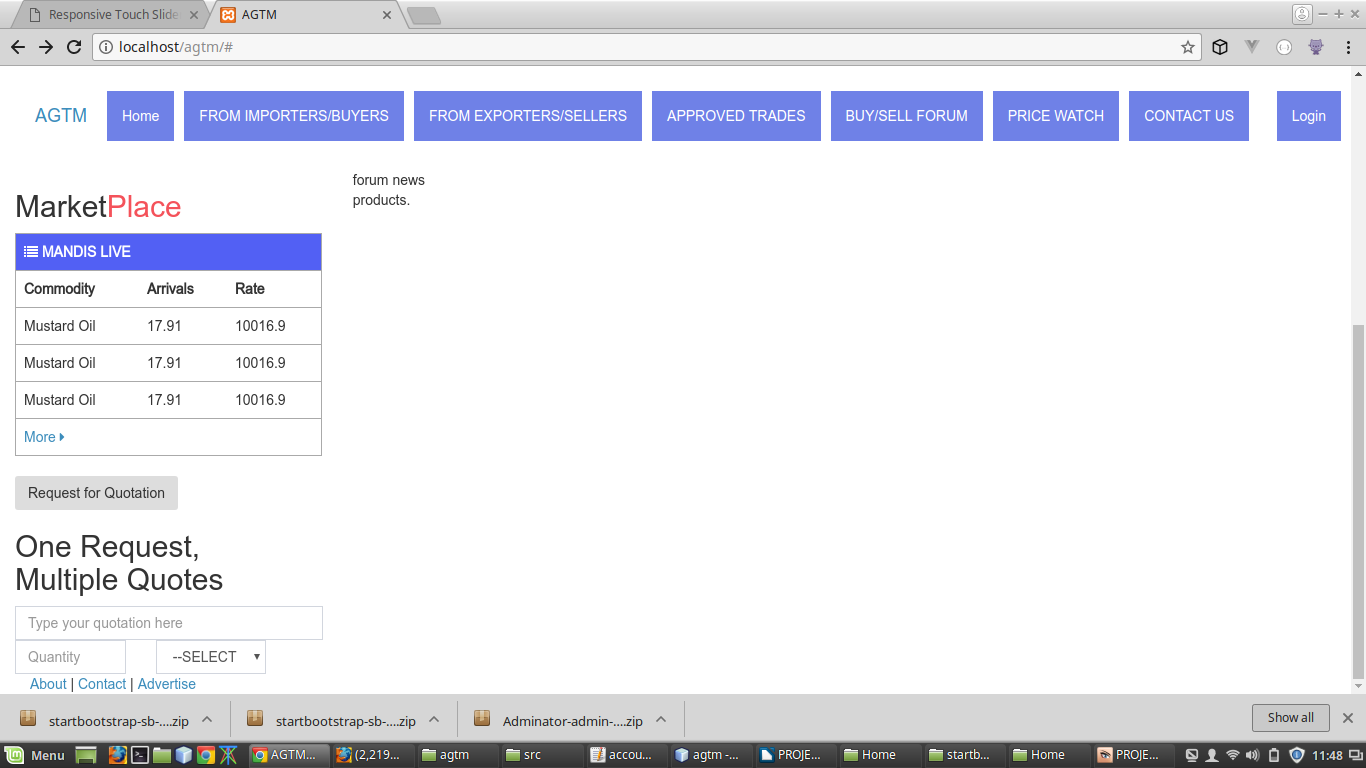 Responsive Touch Slide
AGTM
localhost/agtm/#
AGTM Home FROM IMPORTERS/BUYERS FROM EXPORTERS/SELLERS APPROVED TRADES BUY/SELL FORUM PRICE WATCH CONTACT US Login
forum news
products.
MarketPlace
MANDIS LIVE
Commodity Arrivals Rate
Mustard Oil 17.91 10016.9
Mustard Oil 17.91 10016.9
Mustard Oil 17.91 10016.9
More
Request for Quotation
One Request,
Multiple Quotes
Type your quotation here
Quantity --SELECT
About | Contact | Advertise
startbootstrap-sb-....zip startbootstrap-sb-....zip Adminator-admin-....zip Show all
Menu AGTM... (2,219... agtm src accou... agtm -... PROJE... Home startb... Home PROJE... 11:48